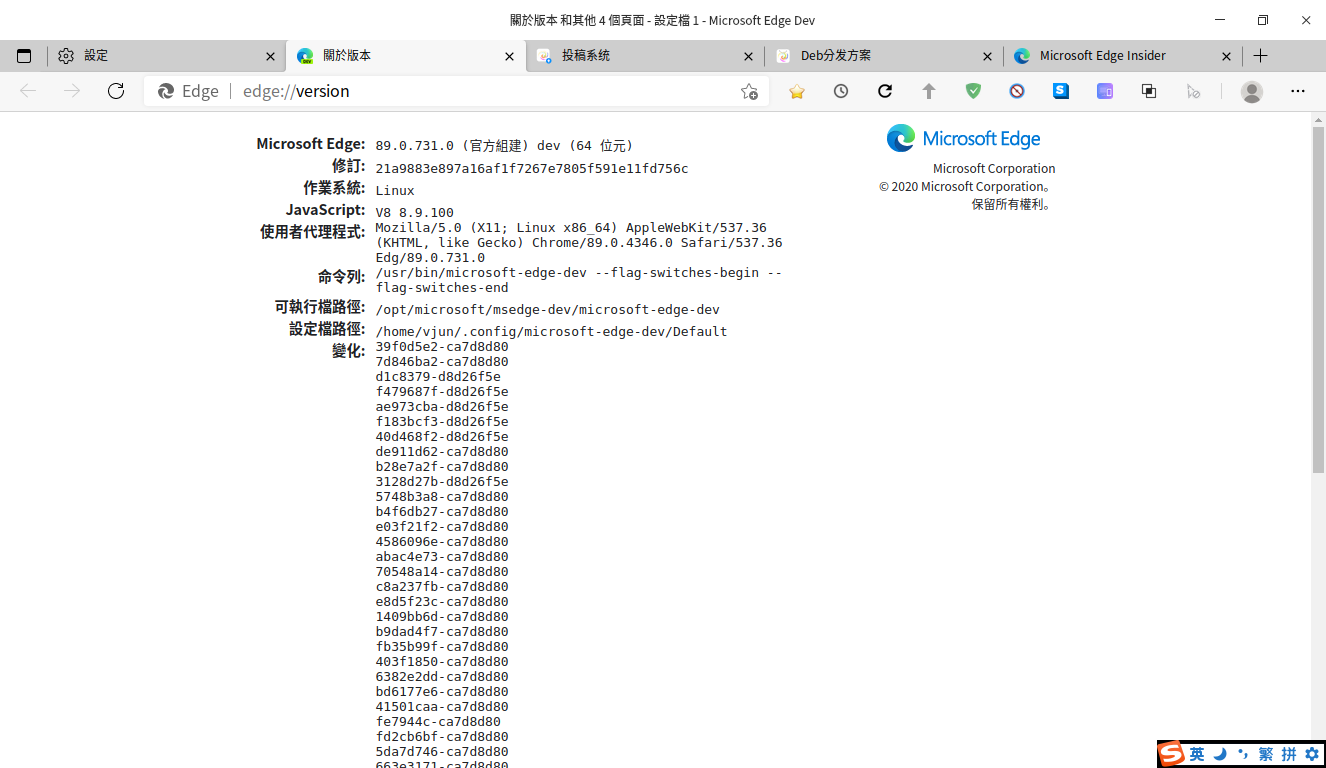 關於版本 和其他 4 個頁面 - 設定檔 1 - Microsoft Edge Dev
設定
關於版本
投稿系统
Deb分发方案
Microsoft Edge Insider
Edge
edge://version
Microsoft Edge: 89.0.731.0 (官方組建) dev (64 位元)
修訂: 21a9883e897a16af1f7267e7805f591e11fd756c
作業系統: Linux
JavaScript: V8 8.9.100
使用者代理程式: Mozilla/5.0 (X11; Linux x86_64) AppleWebKit/537.36
(KHTML, like Gecko) Chrome/89.0.4346.0 Safari/537.36
Edg/89.0.731.0
命令列: /usr/bin/microsoft-edge-dev --flag-switches-begin --
flag-switches-end
可執行檔路徑: /opt/microsoft/msedge-dev/microsoft-edge-dev
設定檔路徑: /home/vjun/.config/microsoft-edge-dev/Default
變化: 39f0d5e2-ca7d8d80
7d846ba2-ca7d8d80
d1c8379-d8d26f5e
f479687f-d8d26f5e
ae973cba-d8d26f5e
f183bcf3-d8d26f5e
40d468f2-d8d26f5e
de911d62-ca7d8d80
b28e7a2f-ca7d8d80
3128d27b-d8d26f5e
5748b3a8-ca7d8d80
b4f6db27-ca7d8d80
e03f21f2-ca7d8d80
4586096e-ca7d8d80
abac4e73-ca7d8d80
70548a14-ca7d8d80
c8a237fb-ca7d8d80
e8d5f23c-ca7d8d80
1409bb6d-ca7d8d80
b9dad4f7-ca7d8d80
fb35b99f-ca7d8d80
403f1850-ca7d8d80
6382e2dd-ca7d8d80
bd6177e6-ca7d8d80
41501caa-ca7d8d80
fe7944c-ca7d8d80
fd2cb6bf-ca7d8d80
5da7d746-ca7d8d80
663e3171-ca7d8d80
Microsoft Edge
Microsoft Corporation
© 2020 Microsoft Corporation。
保留所有權利。
英 繁 拼